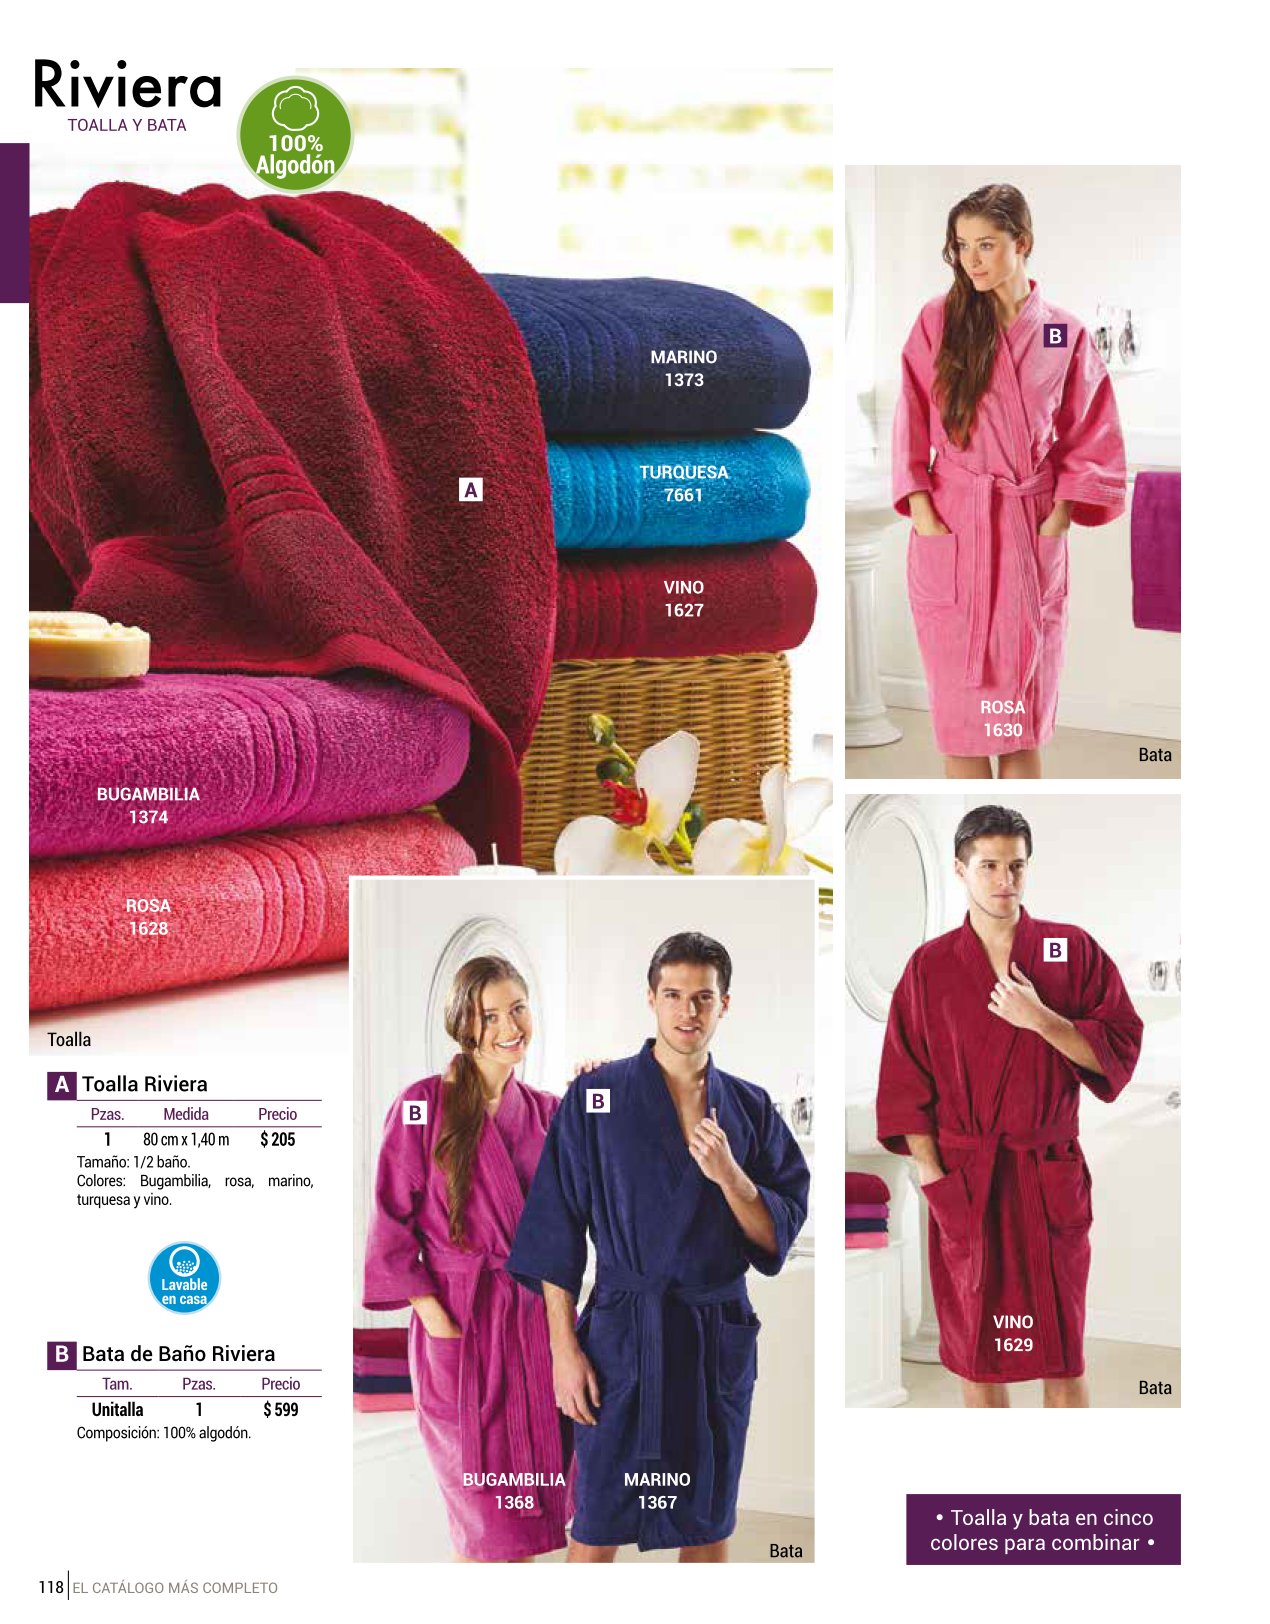 Riviera
TOALLA Y BATA
100%
Algodón
MARINO
1373
TURQUESA
7661
A
VINO
1627
BUGAMBILIA
1374
ROSA
1628
Toalla
B
ROSA
1630
Bata
B
VINO
1629
Bata
B
B
BUGAMBILIA
1368
MARINO
1367
Bata
A Toalla Riviera
Pzas. Medida Precio
1 80 cm x 1,40 m $ 205
Tamaño: 1/2 baño.
Colores: Bugambilia, rosa, marino,
turquesa y vino.
Lavable
en casa
B Bata de Baño Riviera
Tam. Pzas. Precio
Unitalla 1 $ 599
Composición: 100% algodón.
• Toalla y bata en cinco
colores para combinar •
118 EL CATÁLOGO MÁS COMPLETO